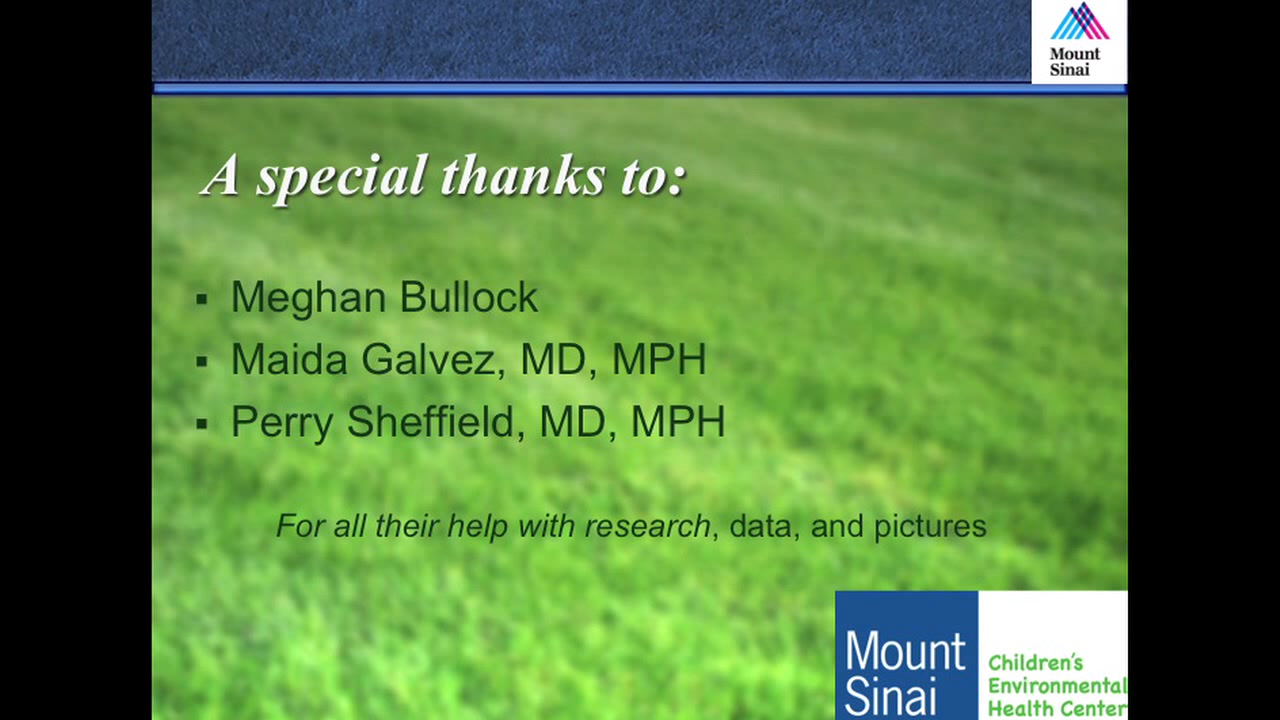 Mount
Sinai
A special thanks to:
▪ Meghan Bullock
▪ Maida Galvez, MD, MPH
▪ Perry Sheffield, MD, MPH
For all their help with research, data, and pictures
Mount
Sinai
Children's
Environmental
Health Center